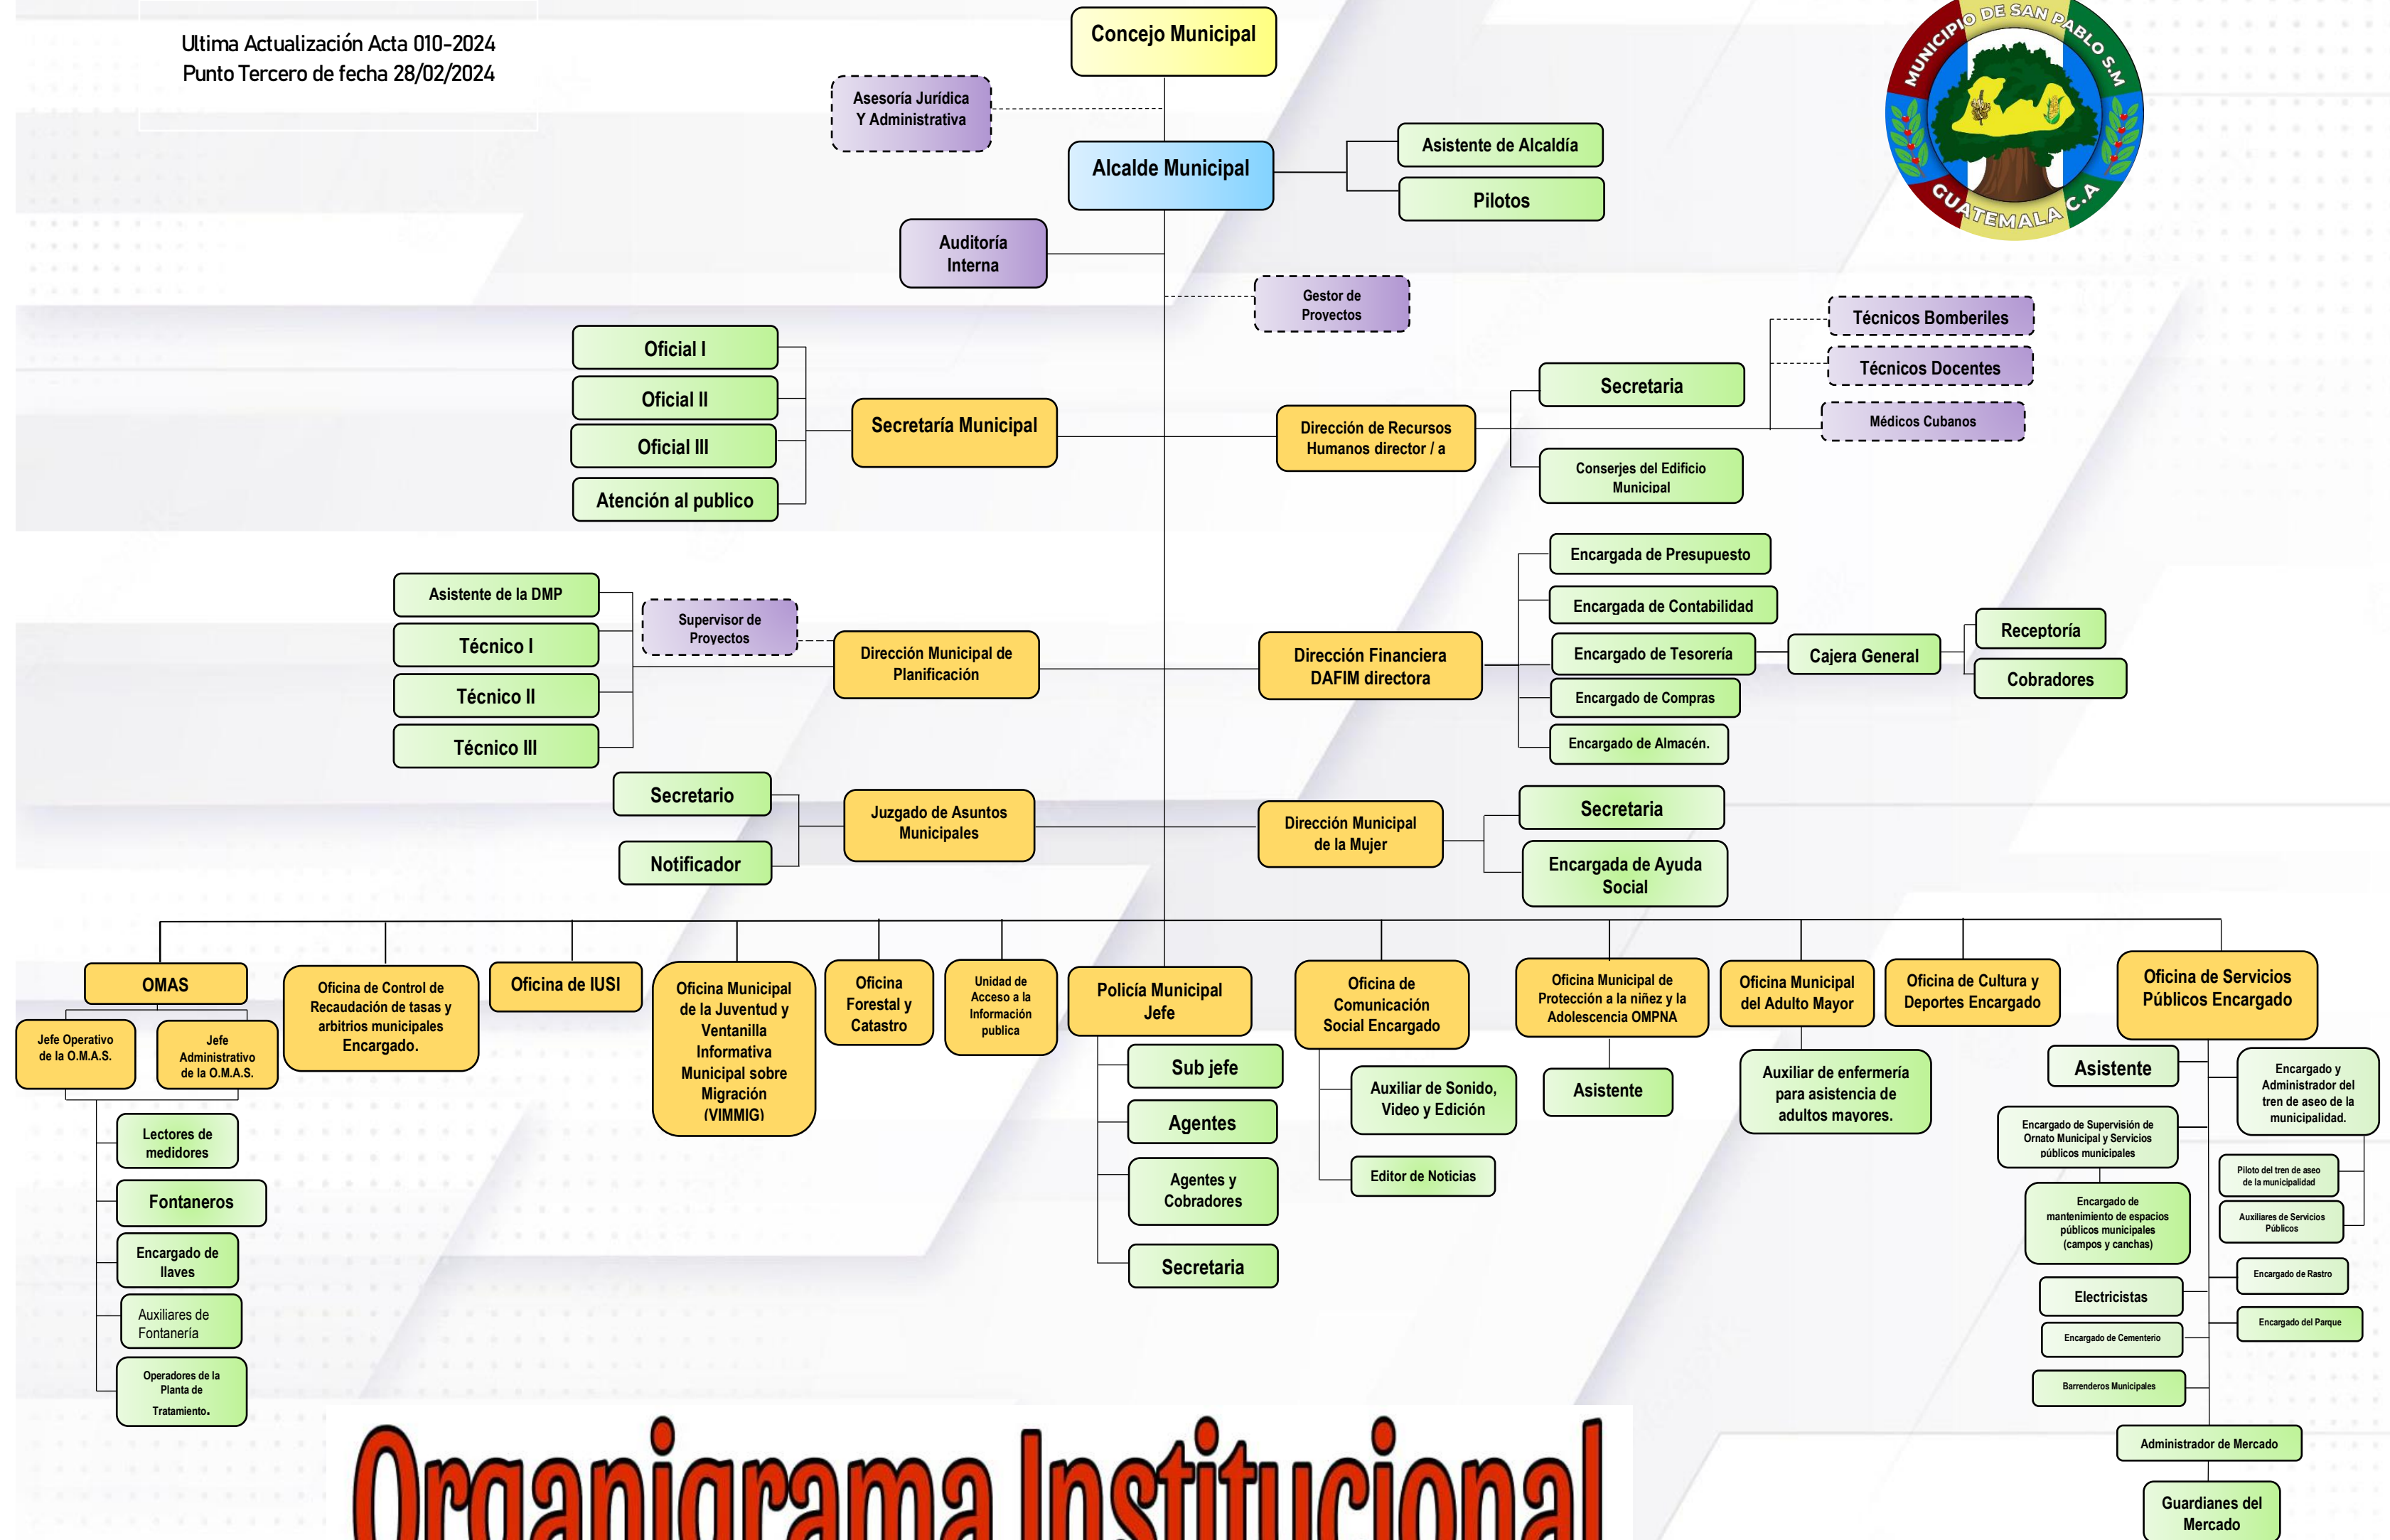 Ultima Actualización Acta 010-2024
Punto Tercero de fecha 28/02/2024
Concejo Municipal
MUNICIPIO DE SAN PABLO S.M
GUATEMALA C.A
Asesoría Jurídica
Y Administrativa
Alcalde Municipal
Asistente de Alcaldía
Pilotos
Auditoría
Interna
Gestor de
Proyectos
Oficial I
Oficial II
Oficial III
Atención al publico
Secretaría Municipal
Dirección de Recursos
Humanos director / a
Secretaria
Conserjes del Edificio
Municipal
Técnicos Bomberiles
Técnicos Docentes
Médicos Cubanos
Asistente de la DMP
Técnico I
Técnico II
Técnico III
Supervisor de
Proyectos
Dirección Municipal de
Planificación
Dirección Financiera
DAFIM directora
Encargada de Presupuesto
Encargada de Contabilidad
Encargado de Tesorería
Encargado de Compras
Encargado de Almacén.
Cajera General
Receptoría
Cobradores
Secretario
Notificador
Juzgado de Asuntos
Municipales
Dirección Municipal
de la Mujer
Secretaria
Encargada de Ayuda
Social
OMAS
Jefe Operativo
de la O.M.A.S.
Jefe
Administrativo
de la O.M.A.S.
Lectores de
medidores
Fontaneros
Encargado de
llaves
Auxiliares de
Fontanería
Operadores de la
Planta de
Tratamiento.
Oficina de Control de
Recaudación de tasas y
arbitrios municipales
Encargado.
Oficina de IUSI
Oficina Municipal
de la Juventud y
Ventanilla
Informativa
Municipal sobre
Migración
(VIMMIG)
Oficina
Forestal y
Catastro
Unidad de
Acceso a la
Información
publica
Policía Municipal
Jefe
Sub jefe
Agentes
Agentes y
Cobradores
Secretaria
Oficina de
Comunicación
Social Encargado
Auxiliar de Sonido,
Video y Edición
Editor de Noticias
Oficina Municipal de
Protección a la niñez y la
Adolescencia OMPNA
Asistente
Oficina Municipal
del Adulto Mayor
Auxiliar de enfermería
para asistencia de
adultos mayores.
Oficina de Cultura y
Deportes Encargado
Oficina de Servicios
Públicos Encargado
Asistente
Encargado y
Administrador del
tren de aseo de la
municipalidad.
Encargado de Supervisión de
Ornato Municipal y Servicios
públicos municipales
Piloto del tren de aseo
de la municipalidad
Encargado de
mantenimiento de espacios
públicos municipales
(campos y canchas)
Auxiliares de Servicios
Públicos
Encargado de Rastro
Electricistas
Encargado del Parque
Encargado de Cementerio
Barrenderos Municipales
Administrador de Mercado
Guardianes del
Mercado
Organigrama Institucional